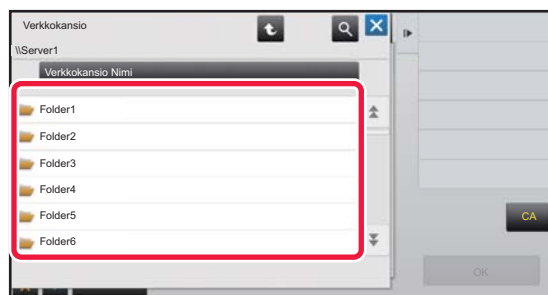 Verkkokansio
\\Server1
Verkkokansio Nimi
Folder1
Folder2
Folder3
Folder4
Folder5
Folder6
CA
OK